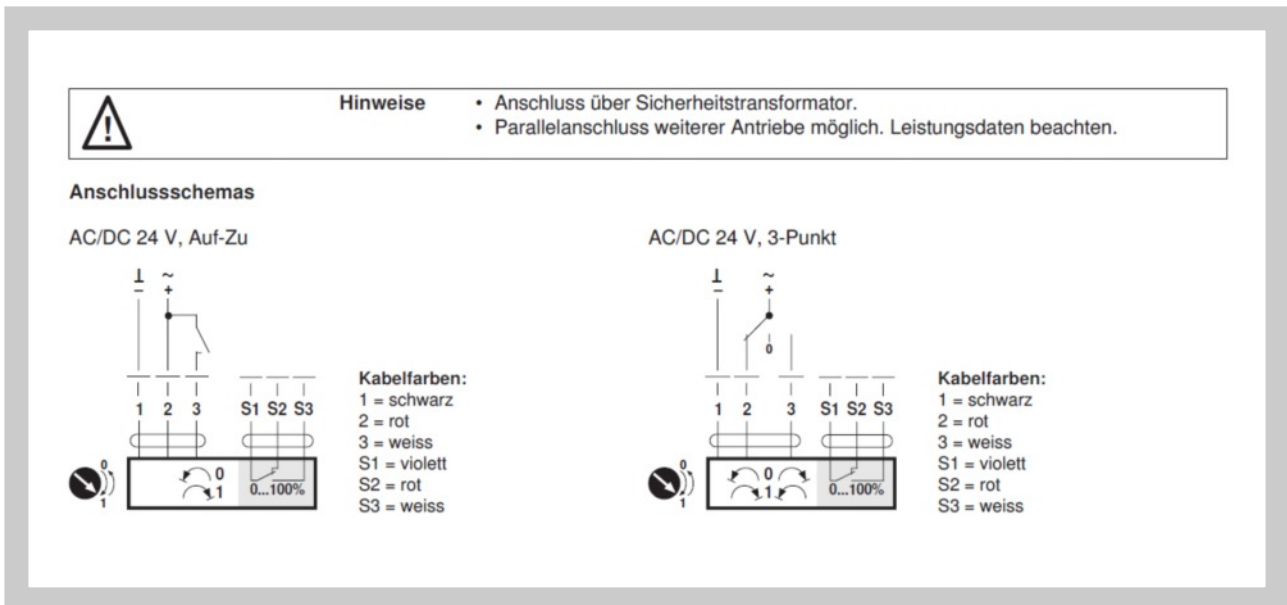 Hinweise
• Anschluss über Sicherheitstransformator.
• Parallelanschluss weiterer Antriebe möglich. Leistungsdaten beachten.
Anschlussschemas
AC/DC 24 V, Auf-Zu
⊥ ~
– +
1 2 3 S1 S2 S3
0
1
0
1
0...100%
Kabelfarben:
1 = schwarz
2 = rot
3 = weiss
S1 = violett
S2 = rot
S3 = weiss
AC/DC 24 V, 3-Punkt
⊥ ~
– +
0
1 2 3 S1 S2 S3
0
1
0
1
0...100%
Kabelfarben:
1 = schwarz
2 = rot
3 = weiss
S1 = violett
S2 = rot
S3 = weiss